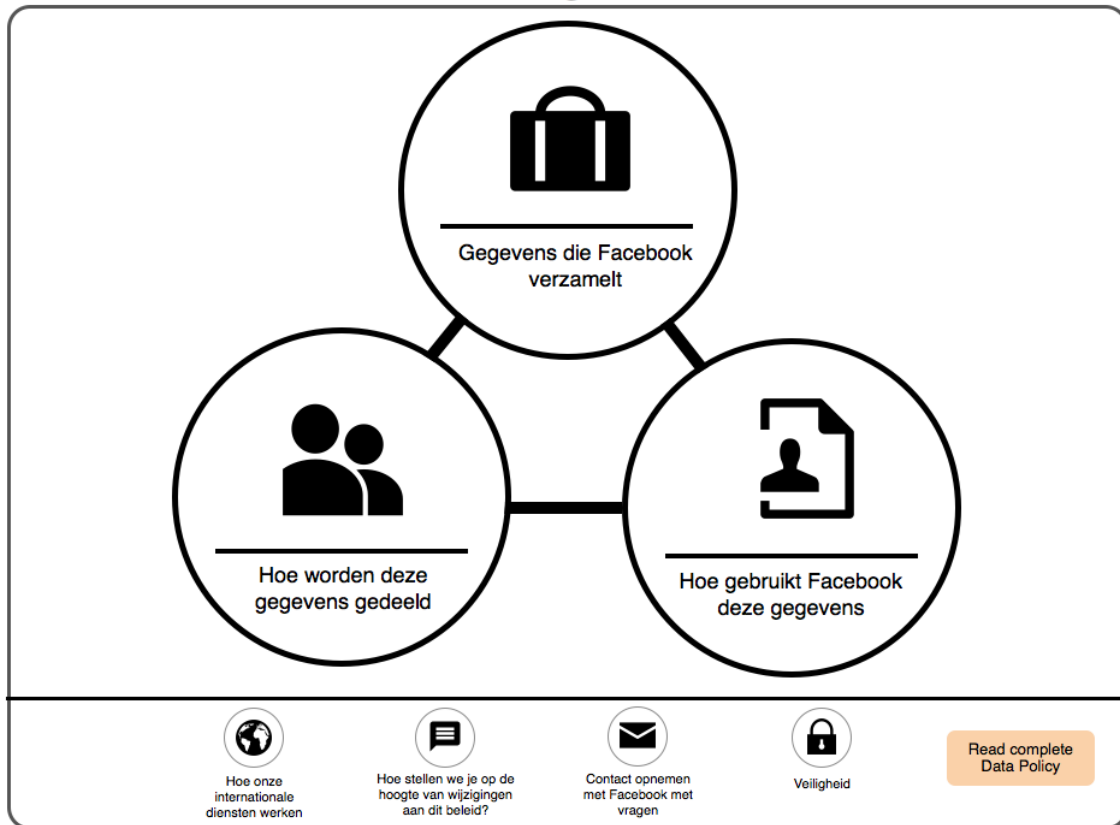 Gegevens die Facebook
verzamelt
Hoe worden deze
gegevens gedeeld
Hoe gebruikt Facebook
deze gegevens
Hoe onze
internationale
diensten werken
Hoe stellen we je op de
hoogte van wijzigingen
aan dit beleid?
Contact opnemen
met Facebook met
vragen
Veiligheid
Read complete
Data Policy